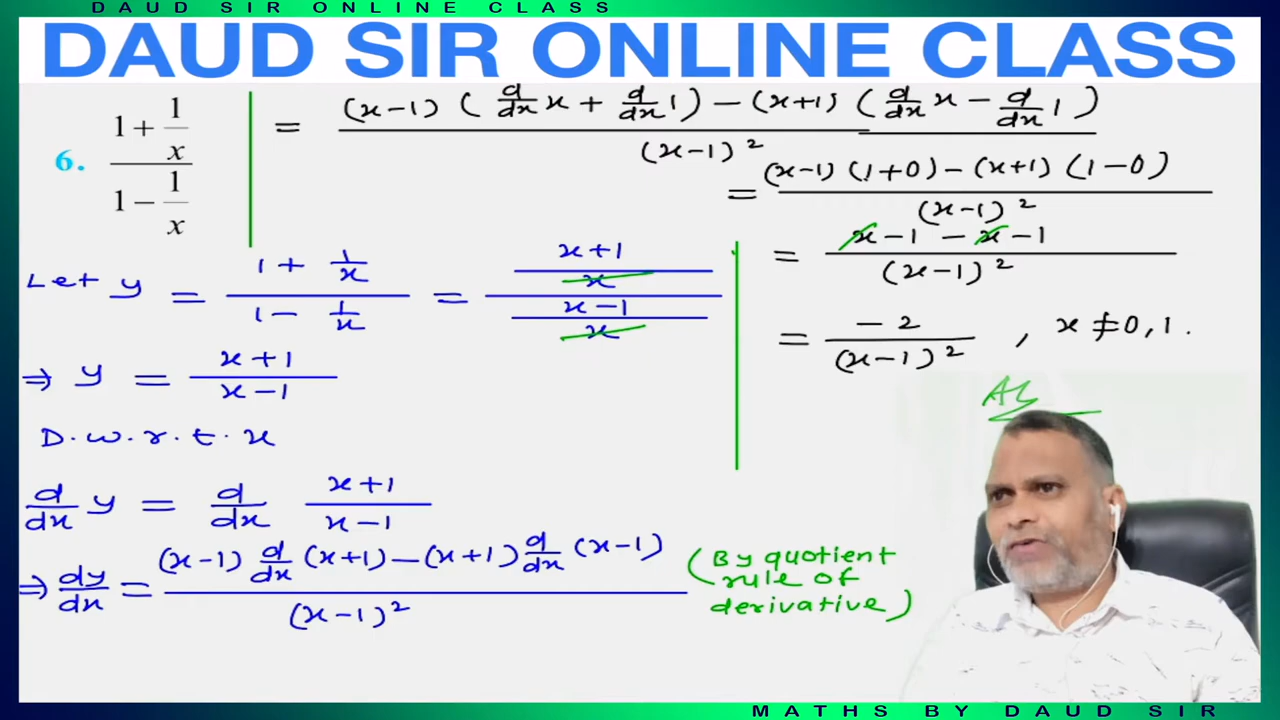 DAUD SIR ONLINE CLASS
DAUD SIR ONLINE CLASS
6. (1 + 1/x) / (1 − 1/x)
Let y = (1 + 1/x) / (1 − 1/x) = ((x+1)/x) / ((x−1)/x)
⇒ y = (x+1)/(x−1)
D.w.r.t.x
d/dx y = d/dx (x+1)/(x−1)
⇒ dy/dx = ((x−1) d/dx (x+1) − (x+1) d/dx (x−1)) / (x−1)²
(By quotient
rule of
derivative)
= ((x−1) (d/dx x + d/dx 1) − (x+1) (d/dx x − d/dx 1)) / (x−1)²
= ((x−1) (1+0) − (x+1) (1−0)) / (x−1)²
= (x−1 − x−1) / (x−1)²
= −2/(x−1)² , x ≠ 0, 1.
MATHS BY DAUD SIR